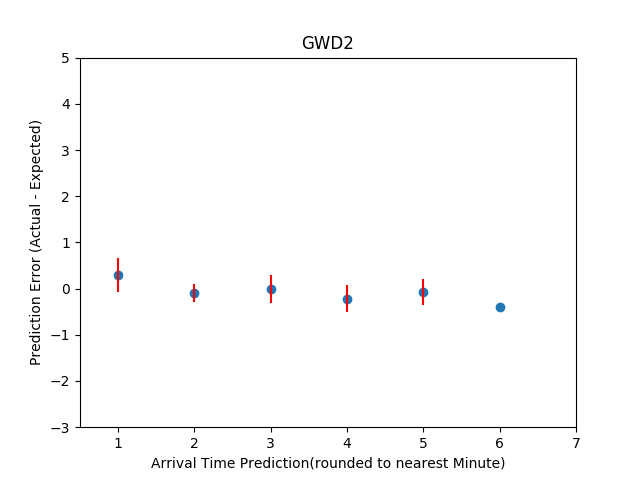 GWD2
5
4
3
2
1
0
−1
−2
−3
Prediction Error (Actual - Expected)
1 2 3 4 5 6 7
Arrival Time Prediction(rounded to nearest Minute)